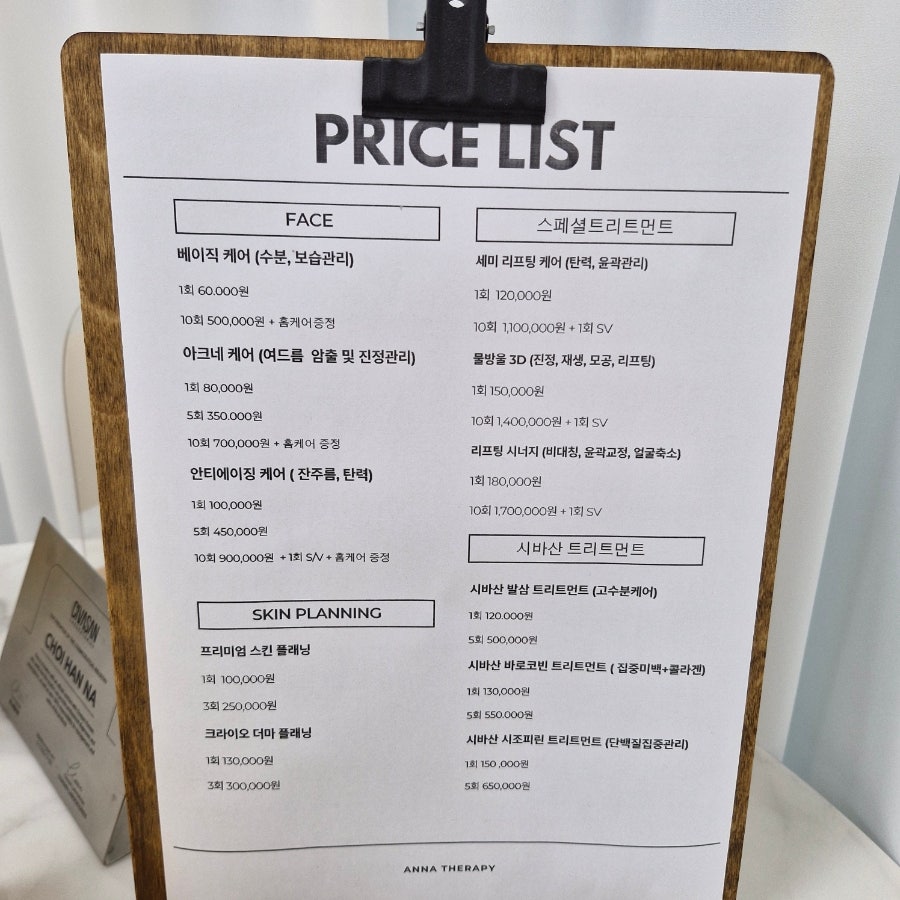 PRICE LIST
FACE
베이직 케어 (수분, 보습관리)
1회 60.000원
10회 500,000원 + 홈케어증정
아크네 케어 (여드름 암출 및 진정관리)
1회 80,000원
5회 350.000원
10회 700,000원 + 홈케어 증정
안티에이징 케어 ( 잔주름, 탄력)
1회 100,000원
5회 450,000원
10회 900,000원 + 1회 S/V + 홈케어 증정
SKIN PLANNING
프리미엄 스킨 플래닝
1회 100,000원
3회 250,000원
크라이오 더마 플래닝
1회 130,000원
3회 300,000원
스페셜트리트먼트
세미 리프팅 케어 (탄력, 윤곽관리)
1회 120,000원
10회 1,100,000원 + 1회 SV
물방울 3D (진정, 재생, 모공, 리프팅)
1회 150,000원
10회 1,400,000원 + 1회 SV
리프팅 시너지 (비대칭, 윤곽교정, 얼굴축소)
1회 180,000원
10회 1,700,000원 + 1회 SV
시바산 트리트먼트
시바산 발삼 트리트먼트 (고수분케어)
1회 120.000원
5회 500,000원
시바산 바로코빈 트리트먼트 ( 집중미백+콜라겐)
1회 130,000원
5회 550.000원
시바산 시조피린 트리트먼트 (단백질집중관리)
1회 150 ,000원
5회 650,000원
ANNA THERAPY
CIVASAN
CHOI HAN NA